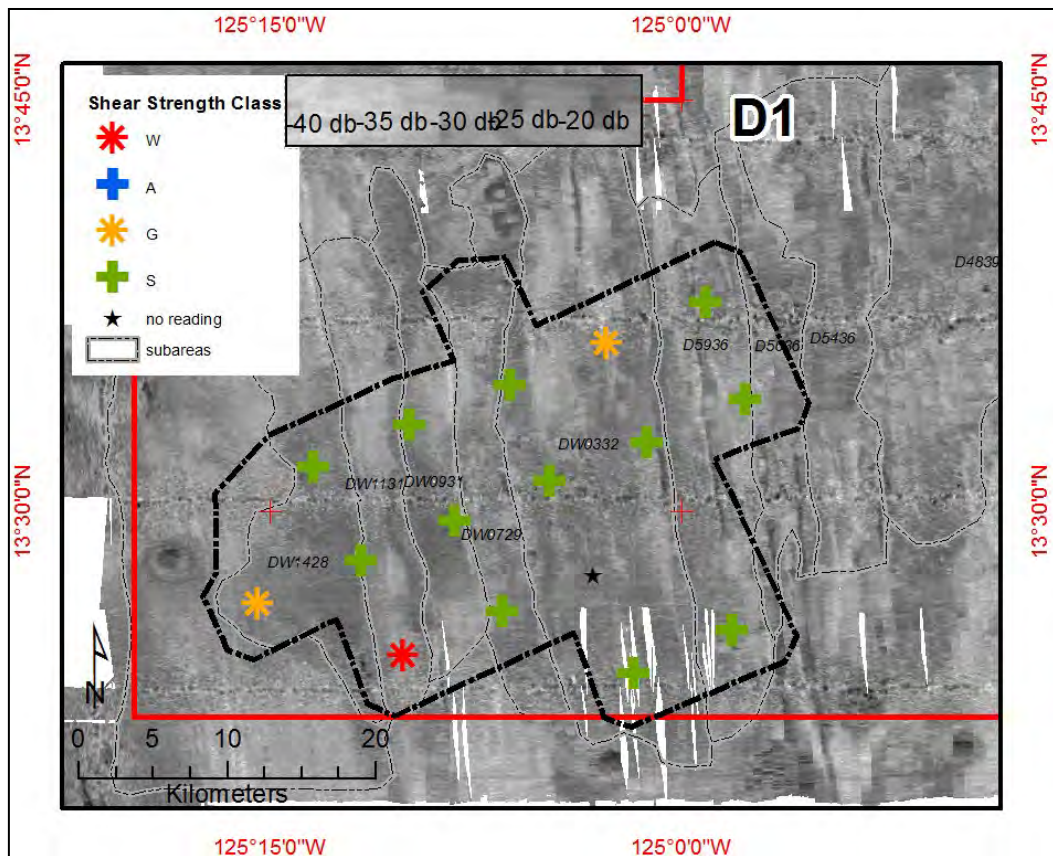 125°15'0"W 125°0'0"W
13°45'0"N
13°45'0"N
D1
Shear Strength Class
W
A
G
S
no reading
subareas
-40 db -35 db -30 db -25 db -20 db
D4839
D5936 D5636 D5436
DW0332
DW1131 DW0931
DW0729
DW1428
13°30'0"N
13°30'0"N
N
0 5 10 20
Kilometers
125°15'0"W 125°0'0"W